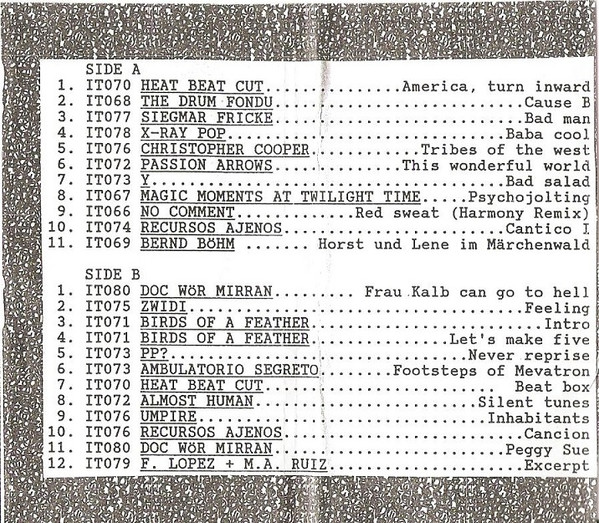 SIDE A
1. IT070 HEAT BEAT CUT...............America, turn inward
2. IT068 THE DRUM FONDU...........................Cause B
3. IT077 SIEGMAR FRICKE...........................Bad man
4. IT078 X-RAY POP..............................Baba cool
5. IT076 CHRISTOPHER COOPER............Tribes of the west
6. IT072 PASSION ARROWS..............This wonderful world
7. IT073 Y......................................Bad salad
8. IT067 MAGIC MOMENTS AT TWILIGHT TIME.....Psychojolting
9. IT066 NO COMMENT.............Red sweat (Harmony Remix)
10. IT074 RECURSOS AJENOS........................Cantico I
11. IT069 BERND BÖHM ....... Horst und Lene im Märchenwald
SIDE B
1. IT080 DOC WöR MIRRAN.......... Frau Kalb can go to hell
2. IT075 ZWIDI....................................Feeling
3. IT071 BIRDS OF A FEATHER.........................Intro
4. IT071 BIRDS OF A FEATHER...............Let's make five
5. IT073 PP?.................................Never reprise
6. IT073 AMBULATORIO SEGRETO........Footsteps of Mevatron
7. IT070 HEAT BEAT CUT......................... Beat box
8. IT072 ALMOST HUMAN........................Silent tunes
9. IT076 UMPIRE...............................Inhabitants
10. IT076 RECURSOS AJENOS..........................Cancion
11. IT080 DOC WöR MIRRAN.........................Peggy Sue
12. IT079 F. LOPEZ + M.A. RUIZ.....................Excerpt